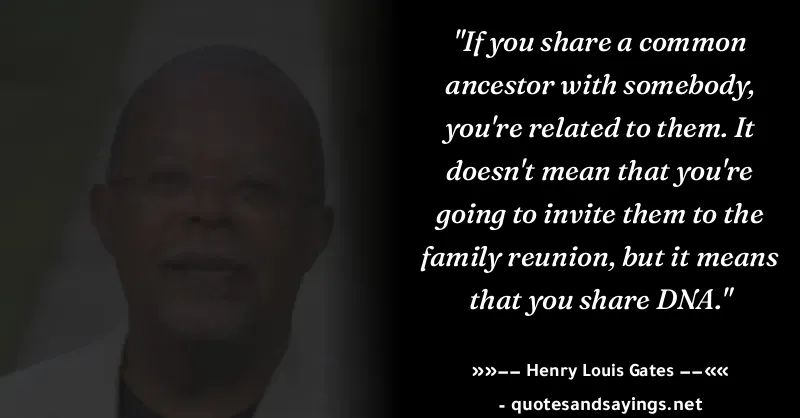 "If you share a common
ancestor with somebody,
you're related to them. It
doesn't mean that you're
going to invite them to the
family reunion, but it means
that you share DNA."
»»–– Henry Louis Gates ––««
- quotesandsayings.net